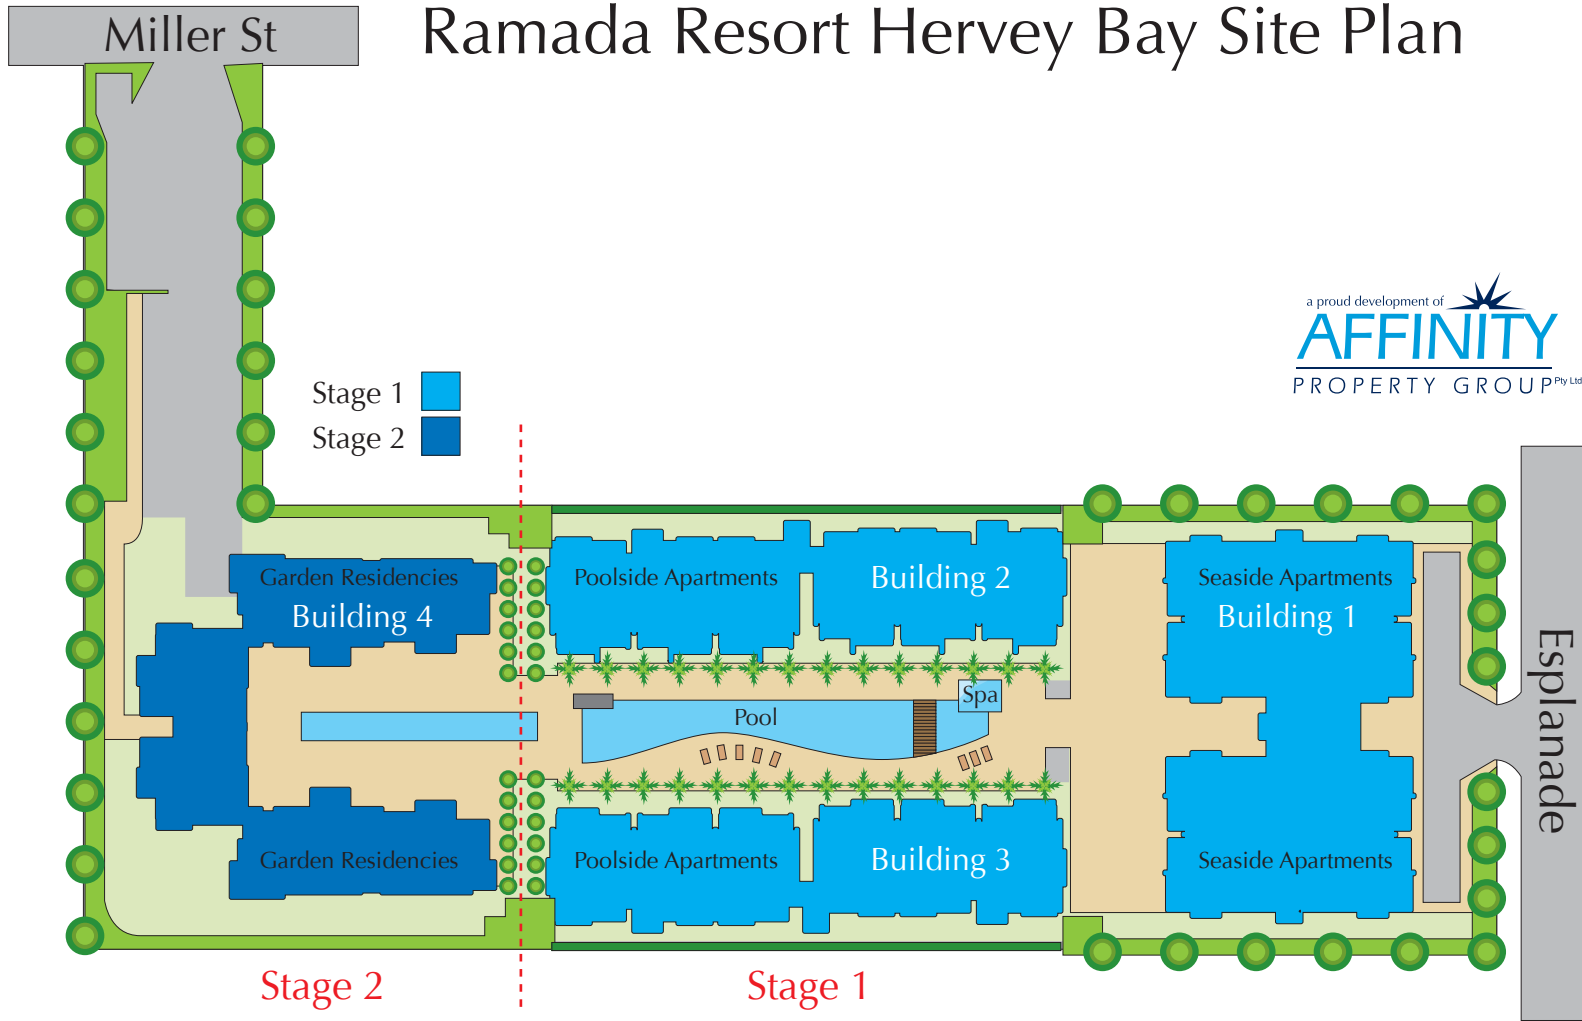 Miller St
Ramada Resort Hervey Bay Site Plan
a proud development of
AFFINITY
PROPERTY GROUP Pty Ltd
Stage 1
Stage 2
Garden Residencies
Building 4
Poolside Apartments
Building 2
Seaside Apartments
Building 1
Esplanade
Spa
Pool
Garden Residencies
Poolside Apartments
Building 3
Seaside Apartments
Stage 2
Stage 1